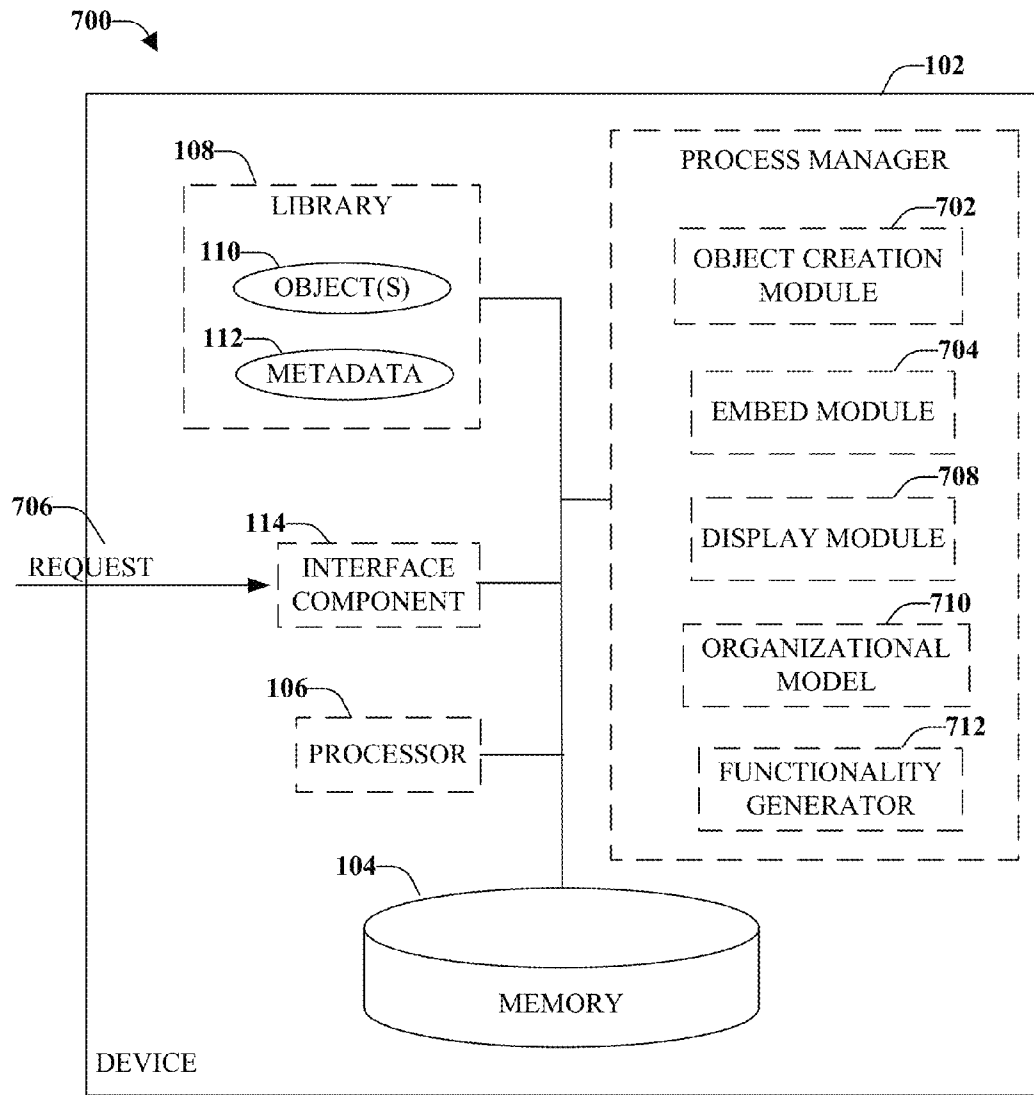 700
102
108
LIBRARY
110
OBJECT(S)
112
METADATA
PROCESS MANAGER
702
OBJECT CREATION
MODULE
704
EMBED MODULE
706
REQUEST
114
INTERFACE
COMPONENT
708
DISPLAY MODULE
710
ORGANIZATIONAL
MODEL
106
PROCESSOR
712
FUNCTIONALITY
GENERATOR
104
MEMORY
DEVICE